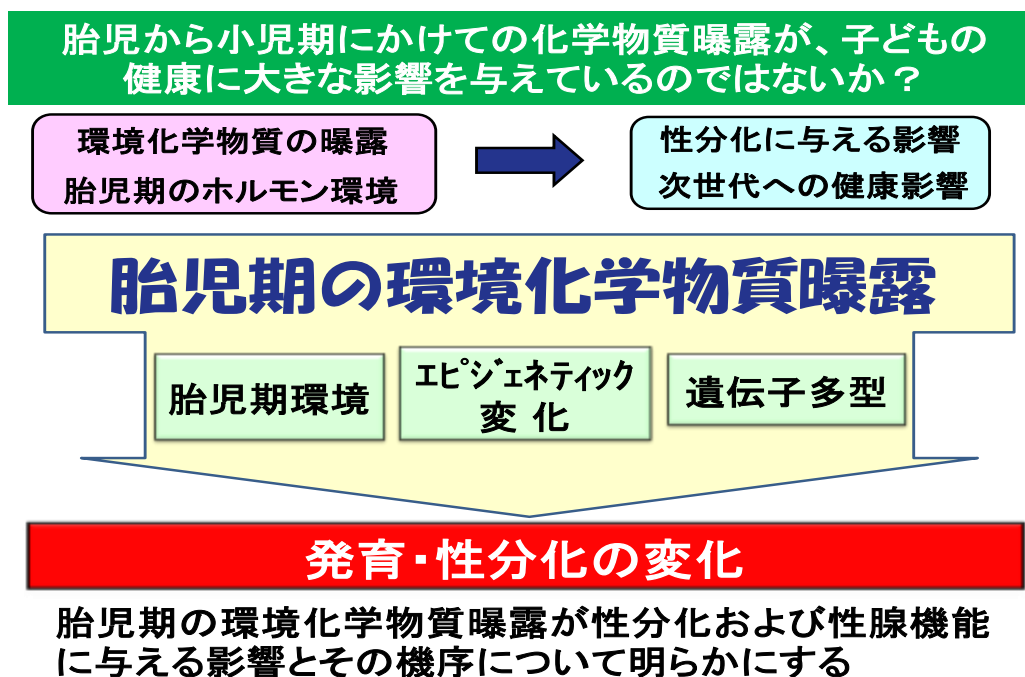 胎児から小児期にかけての化学物質曝露が、子どもの
健康に大きな影響を与えているのではないか？
環境化学物質の曝露
胎児期のホルモン環境
性分化に与える影響
次世代への健康影響
胎児期の環境化学物質曝露
胎児期環境
ｴﾋﾟｼﾞｪﾈﾃｨｯｸ
変 化
遺伝子多型
発育・性分化の変化
胎児期の環境化学物質曝露が性分化および性腺機能
に与える影響とその機序について明らかにする